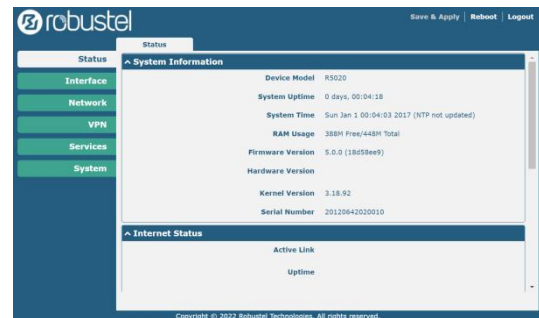 robustel
Save & Apply | Reboot | Logout
Status
Status
Interface
Network
VPN
Services
System
^ System Information
Device Model R5020
System Uptime 0 days, 00:04:18
System Time Sun Jan 1 00:04:03 2017 (NTP not updated)
RAM Usage 388M Free/448M Total
Firmware Version 5.0.0 (18d58ee9)
Hardware Version
Kernel Version 3.18.92
Serial Number 20120642020010
^ Internet Status
Active Link
Uptime
Copyright © 2022 Robustel Technologies. All rights reserved.